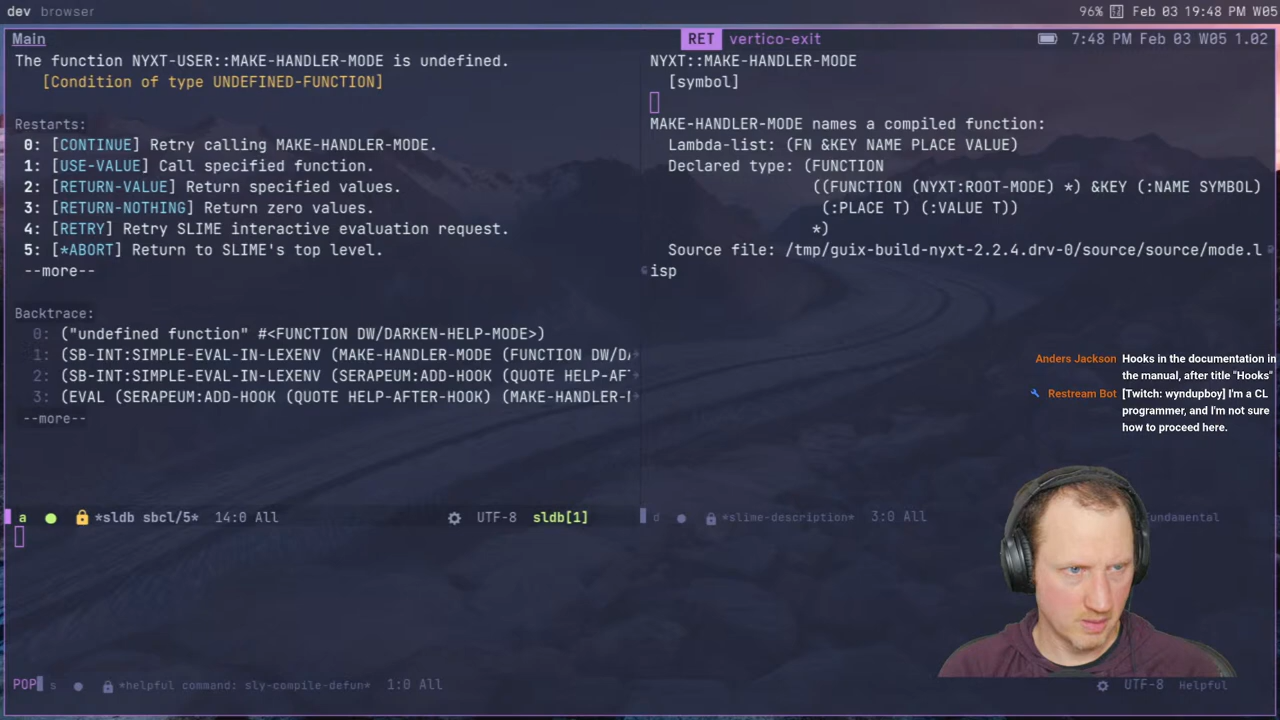 dev browser
96% Feb 03 19:48 PM W05
Main
RET vertico-exit
7:48 PM Feb 03 W05 1.02
The function NYXT-USER::MAKE-HANDLER-MODE is undefined.
[Condition of type UNDEFINED-FUNCTION]
Restarts:
0: [CONTINUE] Retry calling MAKE-HANDLER-MODE.
1: [USE-VALUE] Call specified function.
2: [RETURN-VALUE] Return specified values.
3: [RETURN-NOTHING] Return zero values.
4: [RETRY] Retry SLIME interactive evaluation request.
5: [*ABORT] Return to SLIME's top level.
--more--
Backtrace:
0: ("undefined function" #<FUNCTION DW/DARKEN-HELP-MODE>)
1: (SB-INT:SIMPLE-EVAL-IN-LEXENV (MAKE-HANDLER-MODE (FUNCTION DW/D
2: (SB-INT:SIMPLE-EVAL-IN-LEXENV (SERAPEUM:ADD-HOOK (QUOTE HELP-AF
3: (EVAL (SERAPEUM:ADD-HOOK (QUOTE HELP-AFTER-HOOK) (MAKE-HANDLER-
--more--
a *sldb sbcl/5* 14:0 All UTF-8 sldb[1]
NYXT::MAKE-HANDLER-MODE
[symbol]
MAKE-HANDLER-MODE names a compiled function:
Lambda-list: (FN &KEY NAME PLACE VALUE)
Declared type: (FUNCTION
((FUNCTION (NYXT:ROOT-MODE) *) &KEY (:NAME SYMBOL)
(:PLACE T) (:VALUE T))
*)
Source file: /tmp/guix-build-nyxt-2.2.4.drv-0/source/source/mode.l
isp
d *slime-description* 3:0 All undamental
Anders Jackson Hooks in the documentation in
the manual, after title "Hooks"
Restream Bot [Twitch: wyndupboy] I'm a CL
programmer, and I'm not sure
how to proceed here.
POP s *helpful command: sly-compile-defun* 1:0 All UTF-8 Helpful